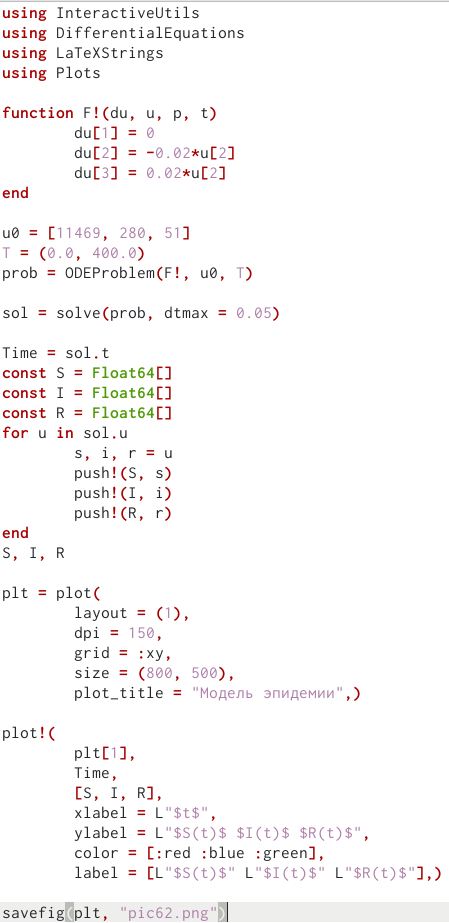 using InteractiveUtils
using DifferentialEquations
using LaTeXStrings
using Plots

function F!(du, u, p, t)
        du[1] = 0
        du[2] = -0.02*u[2]
        du[3] = 0.02*u[2]
end

u0 = [11469, 280, 51]
T = (0.0, 400.0)
prob = ODEProblem(F!, u0, T)

sol = solve(prob, dtmax = 0.05)

Time = sol.t
const S = Float64[]
const I = Float64[]
const R = Float64[]
for u in sol.u
        s, i, r = u
        push!(S, s)
        push!(I, i)
        push!(R, r)
end
S, I, R

plt = plot(
        layout = (1),
        dpi = 150,
        grid = :xy,
        size = (800, 500),
        plot_title = "Модель эпидемии",)

plot!(
        plt[1],
        Time,
        [S, I, R],
        xlabel = L"$t$",
        ylabel = L"$S(t)$ $I(t)$ $R(t)$",
        color = [:red :blue :green],
        label = [L"$S(t)$" L"$I(t)$" L"$R(t)$"],)

savefig(plt, "pic62.png")